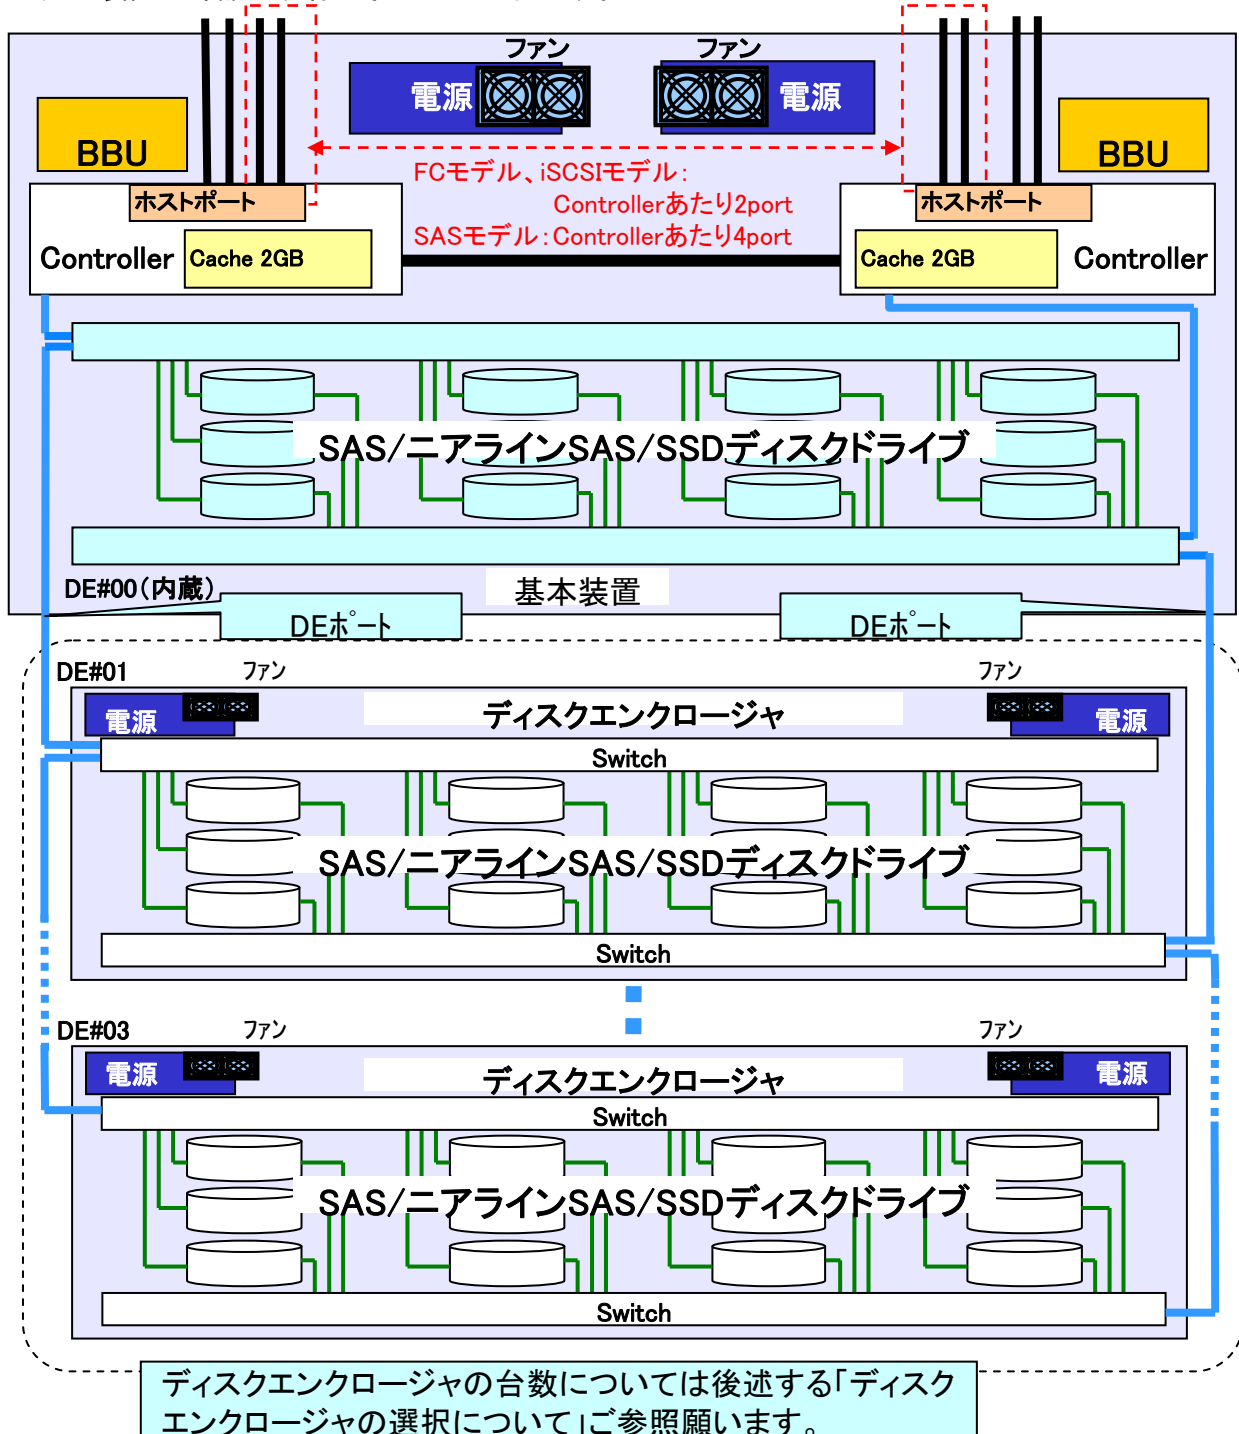 ファン
ファン
電源
電源
BBU
BBU
FCモデル、iSCSIモデル:
Controllerあたり2port
SASモデル:Controllerあたり4port
ホストポート
ホストポート
Controller
Cache 2GB
Cache 2GB
Controller
SAS/ニアラインSAS/SSDディスクドライブ
DE#00(内蔵)
基本装置
DEポート
DEポート
DE#01
ファン
ファン
電源
ディスクエンクロージャ
電源
Switch
SAS/ニアラインSAS/SSDディスクドライブ
Switch
DE#03
ファン
ファン
電源
ディスクエンクロージャ
電源
Switch
SAS/ニアラインSAS/SSDディスクドライブ
Switch
ディスクエンクロージャの台数については後述する「ディスク
エンクロージャの選択について」ご参照願います。